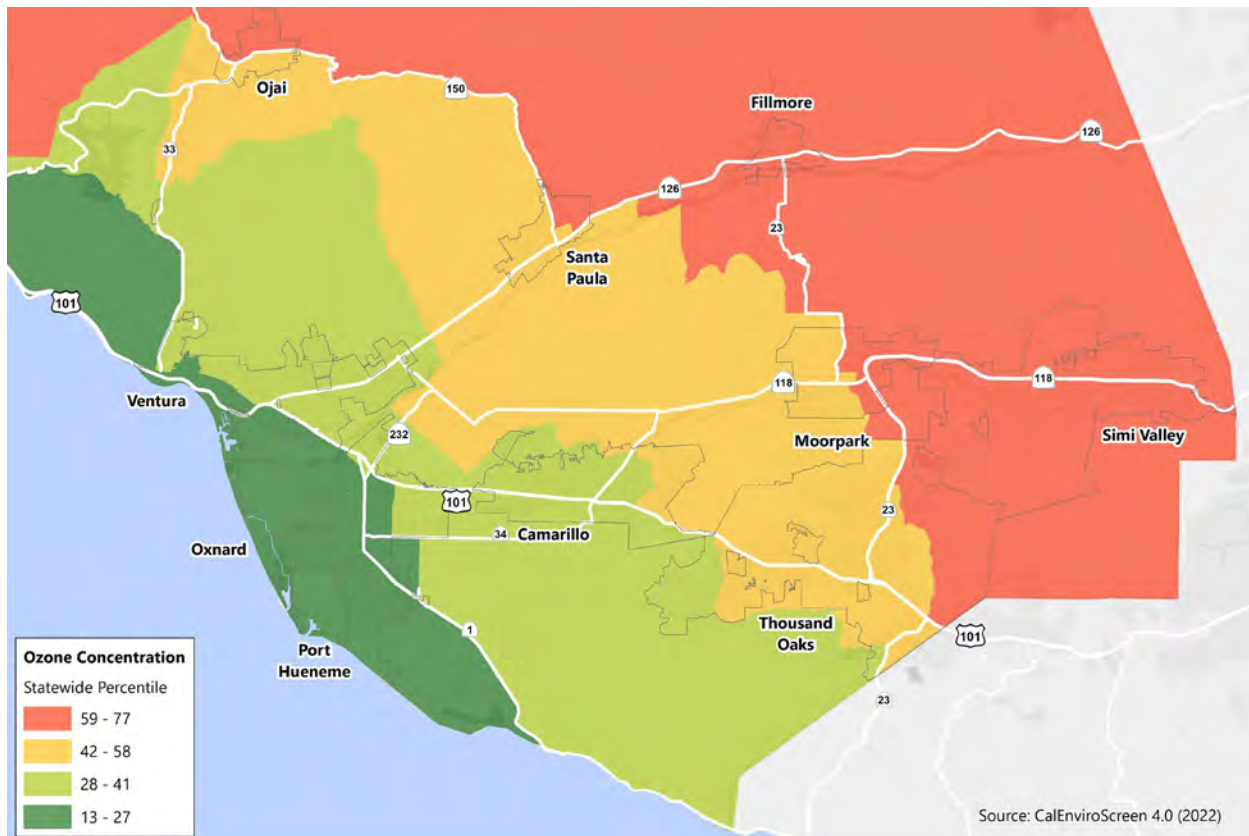 Ojai
150
Fillmore
126
33
126
23
Santa
Paula
101
118
118
Ventura
232
Moorpark
Simi Valley
101
23
34
Camarillo
Oxnard
Thousand
Oaks
1
101
Port
Hueneme
23
Ozone Concentration
Statewide Percentile
59 - 77
42 - 58
28 - 41
13 - 27
Source: CalEnviroScreen 4.0 (2022)